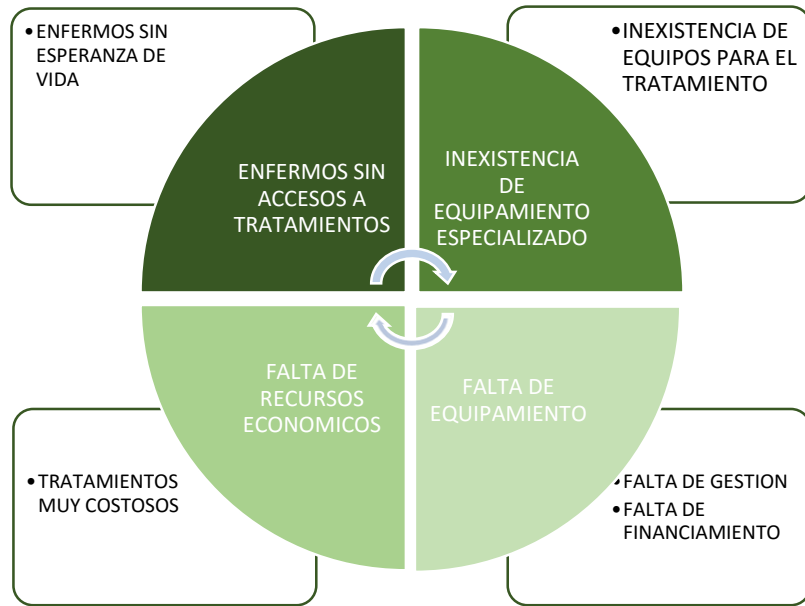 •ENFERMOS SIN
ESPERANZA DE
VIDA
•INEXISTENCIA DE
EQUIPOS PARA EL
TRATAMIENTO
ENFERMOS SIN
ACCESOS A
TRATAMIENTOS
INEXISTENCIA
DE
EQUIPAMIENTO
ESPECIALIZADO
FALTA DE
RECURSOS
ECONOMICOS
FALTA DE
EQUIPAMIENTO
•TRATAMIENTOS
MUY COSTOSOS
•FALTA DE GESTION
•FALTA DE
FINANCIAMIENTO